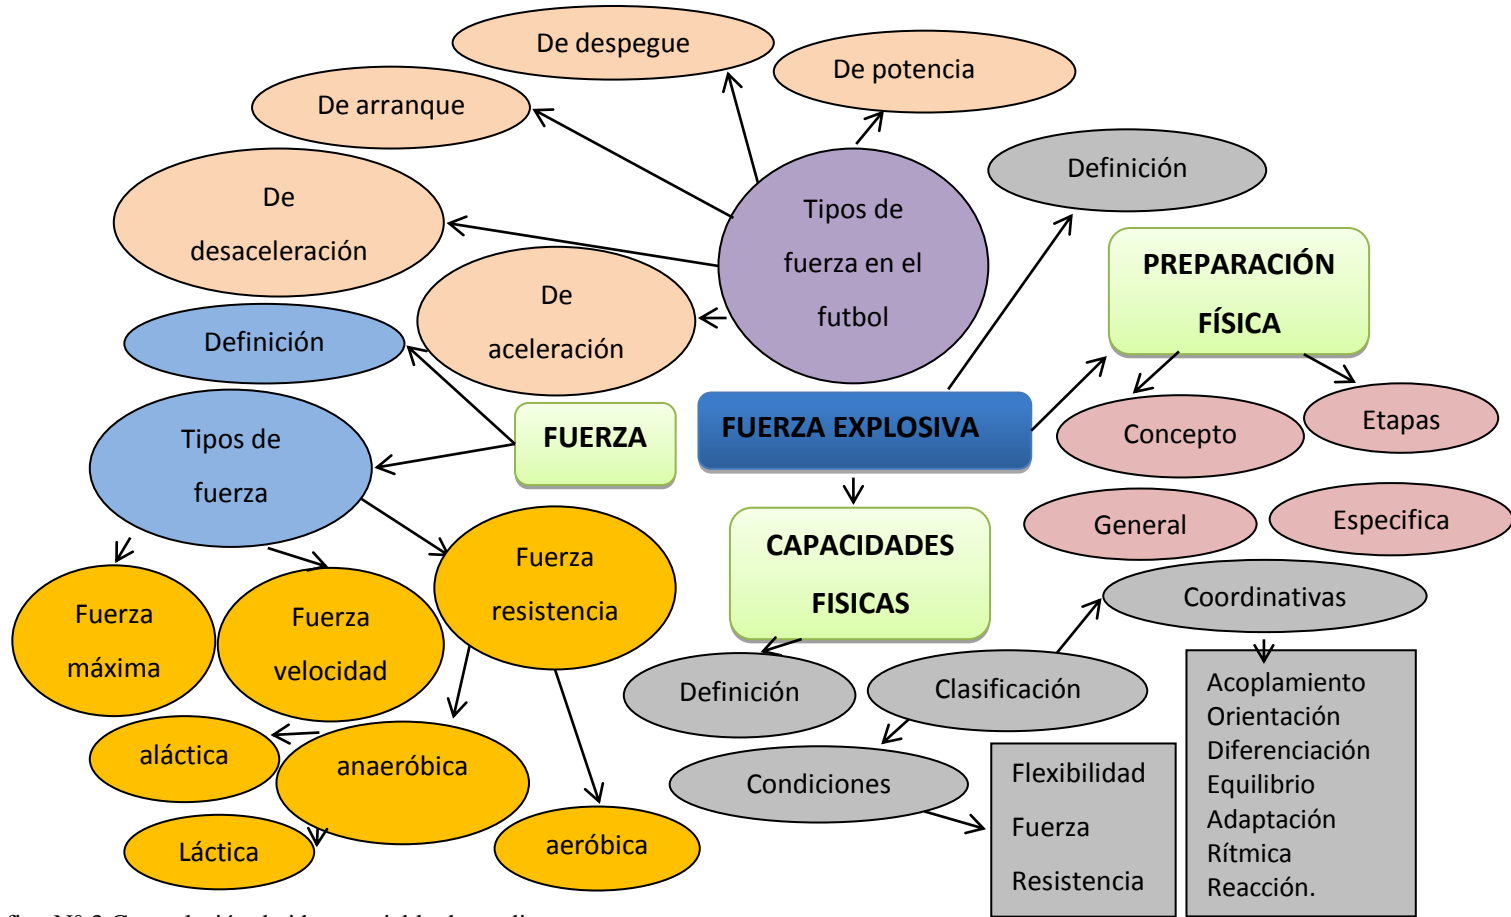 De despegue
De potencia
De arranque
Definición
De
desaceleración
Tipos de
fuerza en el
futbol
PREPARACIÓN
FÍSICA
De
aceleración
Definición
Concepto
Etapas
FUERZA
FUERZA EXPLOSIVA
Tipos de
fuerza
General
Especifica
CAPACIDADES
FISICAS
Fuerza
resistencia
Fuerza
máxima
Fuerza
velocidad
Coordinativas
Definición
Clasificación
Acoplamiento
Orientación
Diferenciación
Equilibrio
Adaptación
Rítmica
Reacción.
aláctica
anaeróbica
Condiciones
Flexibilidad
Fuerza
Resistencia
Láctica
aeróbica